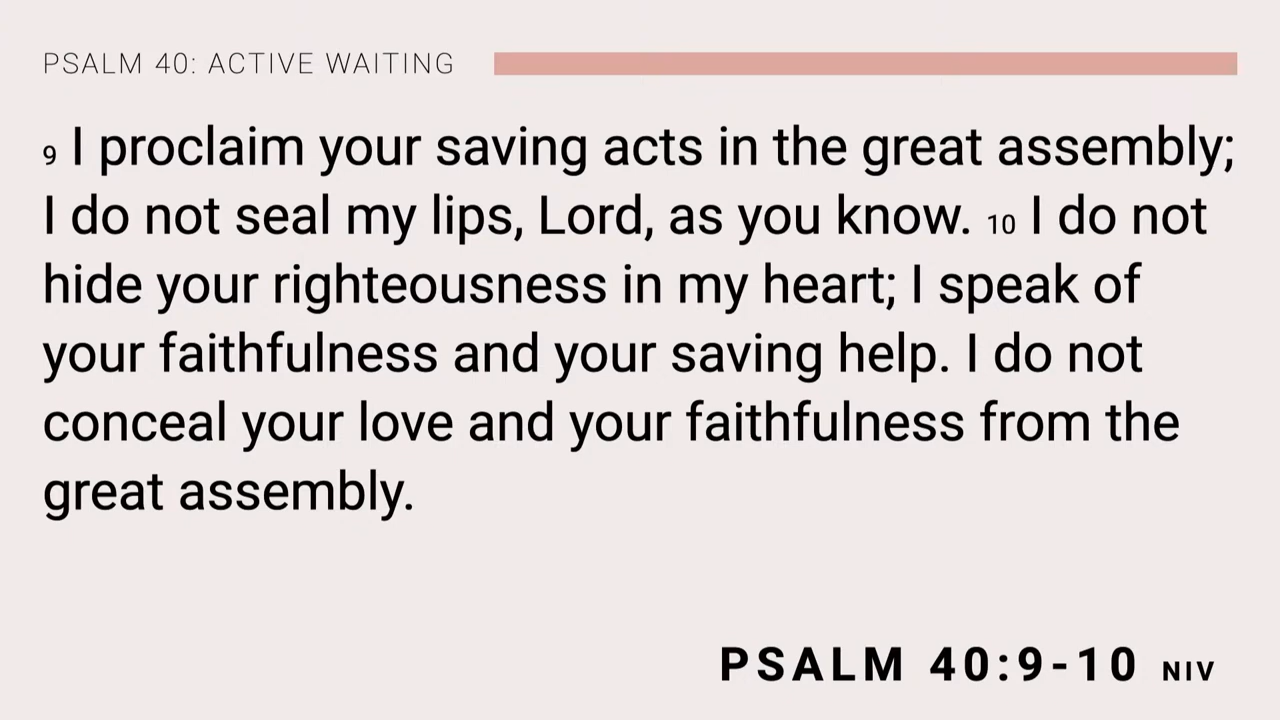 PSALM 40: ACTIVE WAITING
9 I proclaim your saving acts in the great assembly;
I do not seal my lips, Lord, as you know. 10 I do not
hide your righteousness in my heart; I speak of
your faithfulness and your saving help. I do not
conceal your love and your faithfulness from the
great assembly.
PSALM 40:9-10 NIV